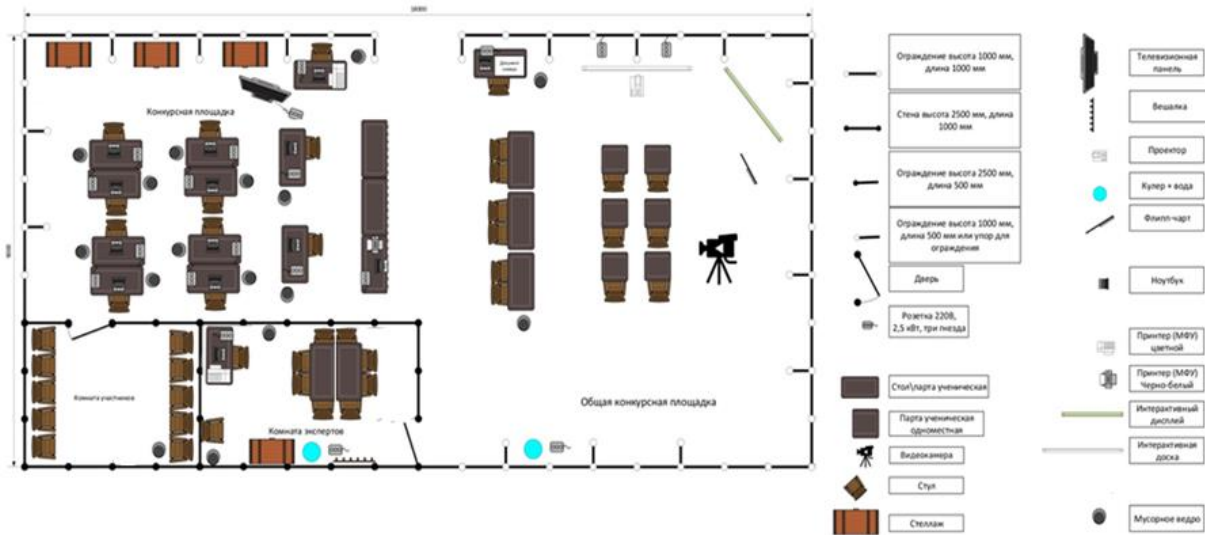 18000
Конкурсная площадка
Комната участников
Комната экспертов
Общая конкурсная площадка
Ограждение высота 1000 мм,
длина 1000 мм
Стена высота 2500 мм, длина
1000 мм
Ограждение высота 2500 мм,
длина 500 мм
Ограждение высота 1000 мм,
длина 500 мм или упор для
ограждения
Дверь
Розетка 220В,
2,5 кВт, три гнезда
Стол\парта ученическая
Парта ученическая
одноместная
Видеокамера
Стул
Стеллаж
Телевизионная
панель
Вешалка
Проектор
Кулер + вода
Флипп-чарт
Ноутбук
Принтер (МФУ)
цветной
Принтер (МФУ)
Черно-белый
Интерактивный
дисплей
Интерактивная
доска
Мусорное ведро